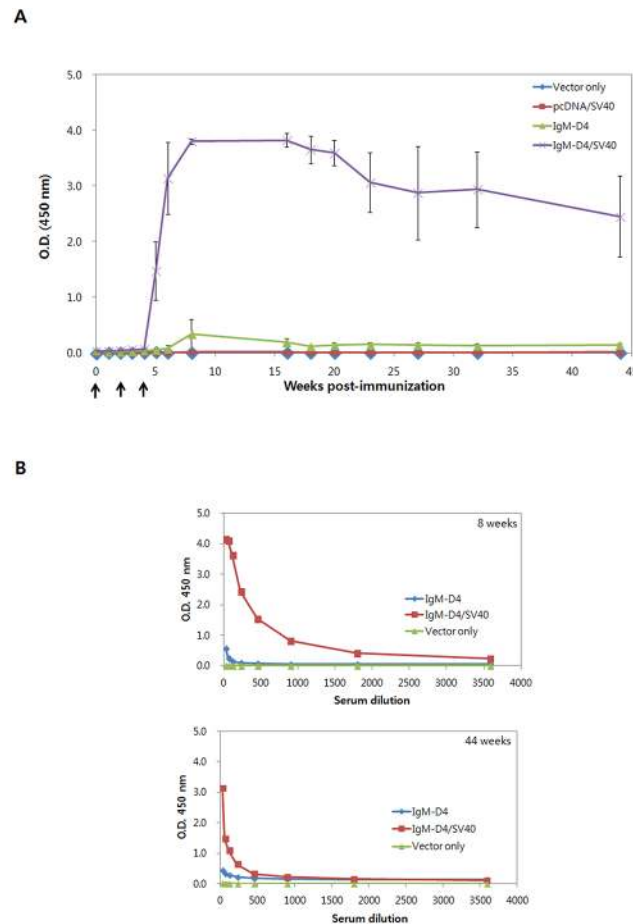 A
5.0
4.0
3.0
2.0
1.0
0.0
O.D. (450 nm)
Vector only
pcDNA/SV40
IgM-D4
IgM-D4/SV40
0 5 10 15 20 25 30 35 40 45
Weeks post-immunization
B
8 weeks
5.0
4.0
3.0
2.0
1.0
0.0
O.D. 450 nm
IgM-D4
IgM-D4/SV40
Vector only
0 500 1000 1500 2000 2500 3000 3500 4000
Serum dilution
44 weeks
5.0
4.0
3.0
2.0
1.0
0.0
O.D. 450 nm
IgM-D4
IgM-D4/SV40
Vector only
0 500 1000 1500 2000 2500 3000 3500 4000
Serum dilution